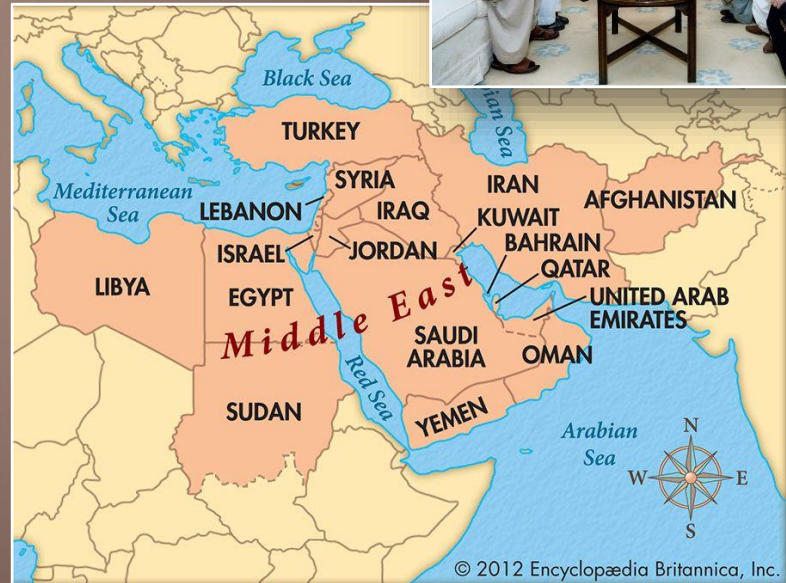 Black Sea
ian Sea
TURKEY
Mediterranean
Sea
SYRIA
LEBANON
IRAQ
IRAN
AFGHANISTAN
KUWAIT
ISRAEL
JORDAN
BAHRAIN
QATAR
LIBYA
EGYPT
UNITED ARAB
EMIRATES
Middle East
SAUDI
ARABIA
OMAN
Red Sea
SUDAN
YEMEN
Arabian
Sea
N
W
E
S
© 2012 Encyclopædia Britannica, Inc.